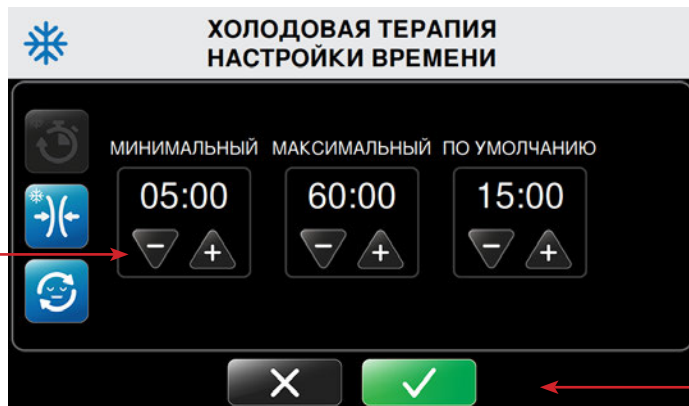 ХОЛОДОВАЯ ТЕРАПИЯ
НАСТРОЙКИ ВРЕМЕНИ
МИНИМАЛЬНЫЙ МАКСИМАЛЬНЫЙ ПО УМОЛЧАНИЮ
05:00 60:00 15:00